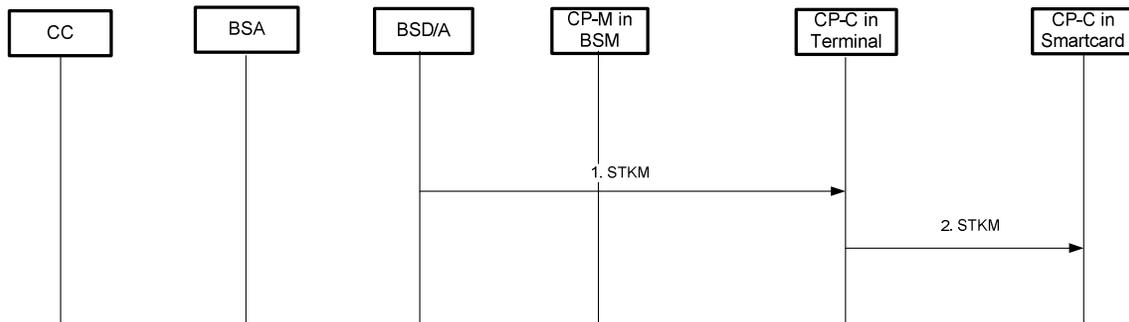 CC
BSA
BSD/A
CP-M in
BSM
CP-C in
Terminal
CP-C in
Smartcard
1. STKM
2. STKM